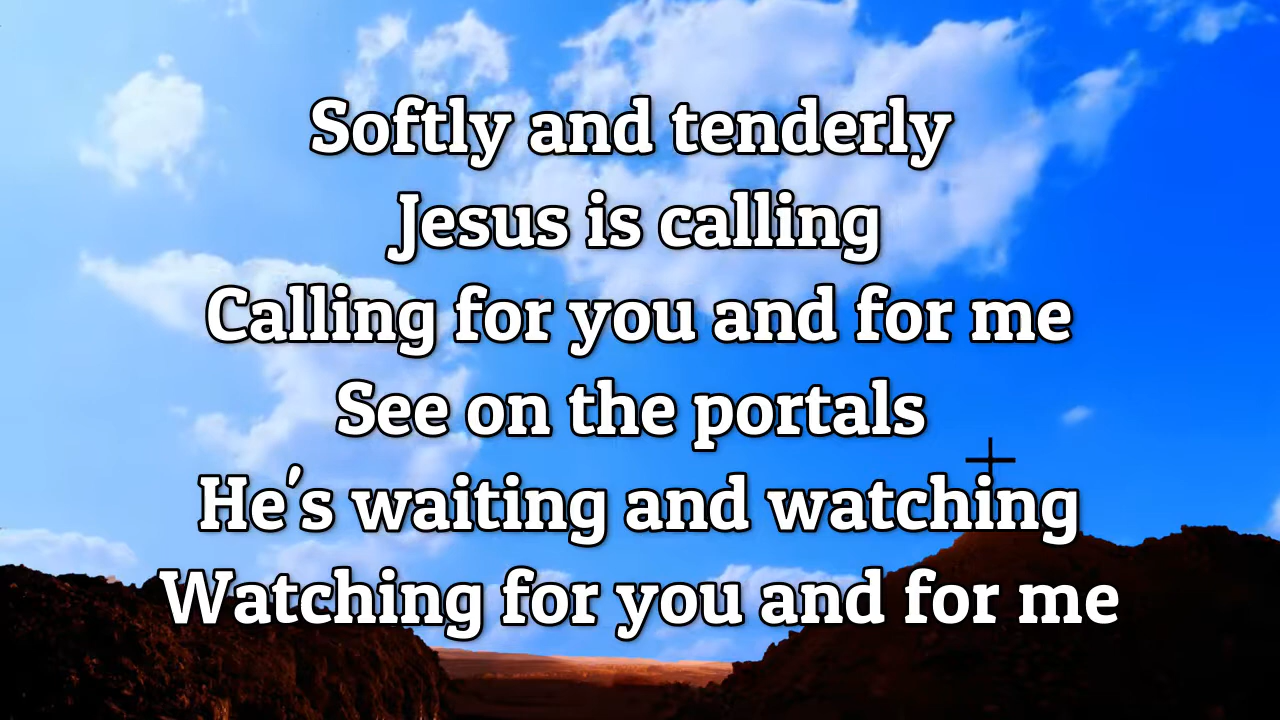 Softly and tenderly
Jesus is calling
Calling for you and for me
See on the portals
He's waiting and watching
Watching for you and for me